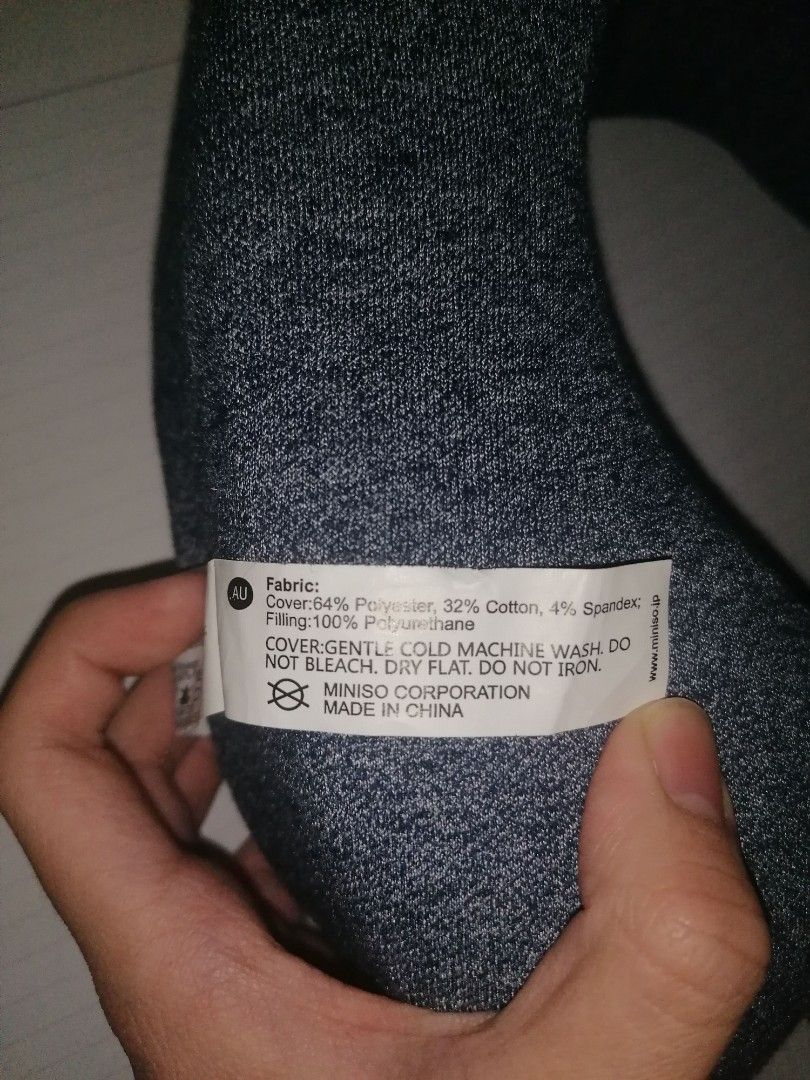 AU
Fabric:
Cover:64% Polyester, 32% Cotton, 4% Spandex;
Filling:100% Polyurethane
COVER:GENTLE COLD MACHINE WASH. DO
NOT BLEACH. DRY FLAT. DO NOT IRON.
MINISO CORPORATION
MADE IN CHINA
www.miniso.jp